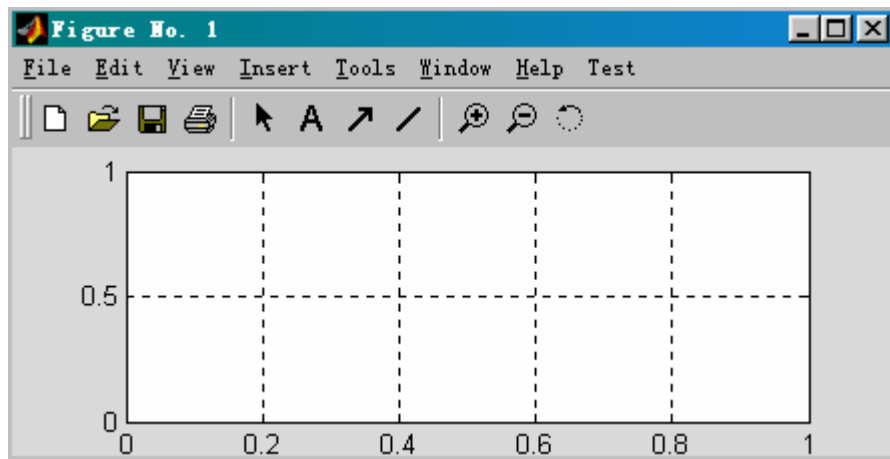 Figure No. 1
File Edit View Insert Tools Window Help Test
A
1
0.5
0
0 0.2 0.4 0.6 0.8 1